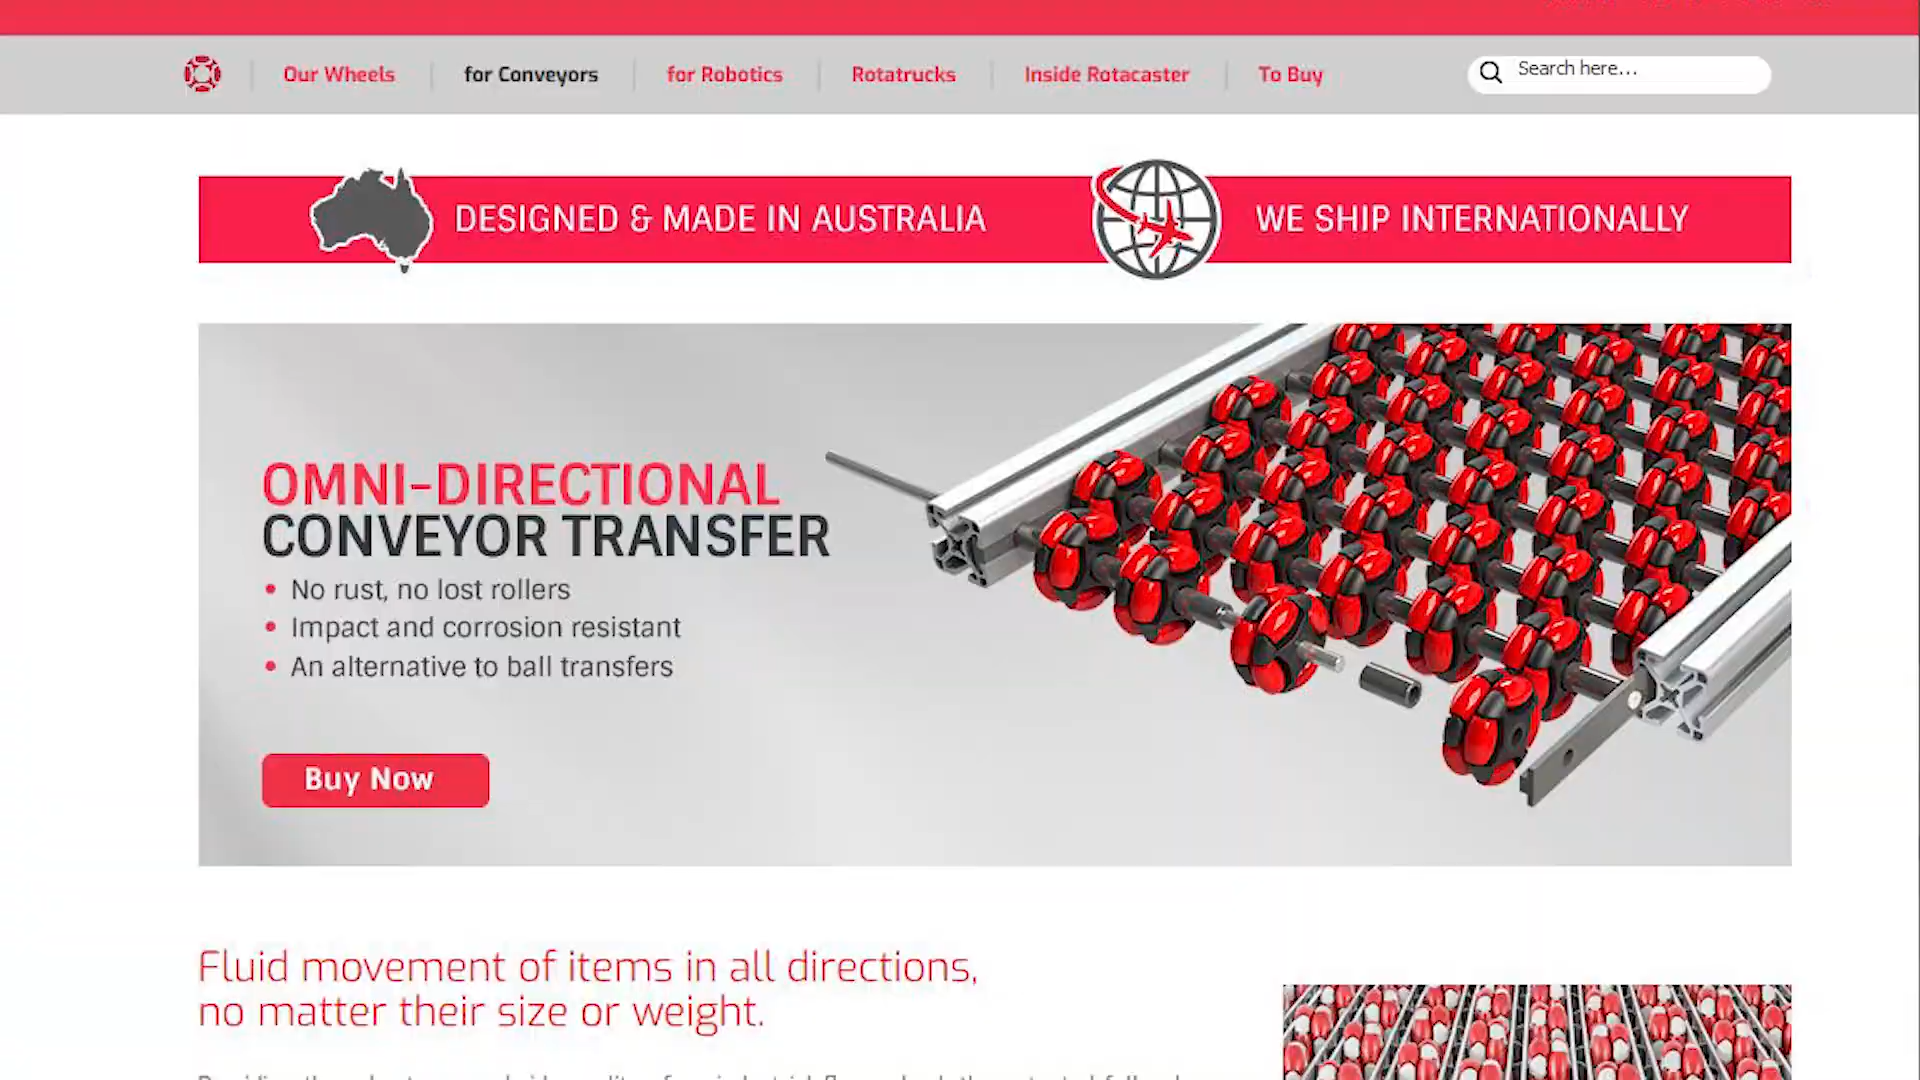 Our Wheels
for Conveyors
for Robotics
Rotatrucks
Inside Rotacaster
To Buy
Search here...
DESIGNED & MADE IN AUSTRALIA
WE SHIP INTERNATIONALLY
OMNI-DIRECTIONAL
CONVEYOR TRANSFER
• No rust, no lost rollers
• Impact and corrosion resistant
• An alternative to ball transfers
Buy Now
Fluid movement of items in all directions,
no matter their size or weight.